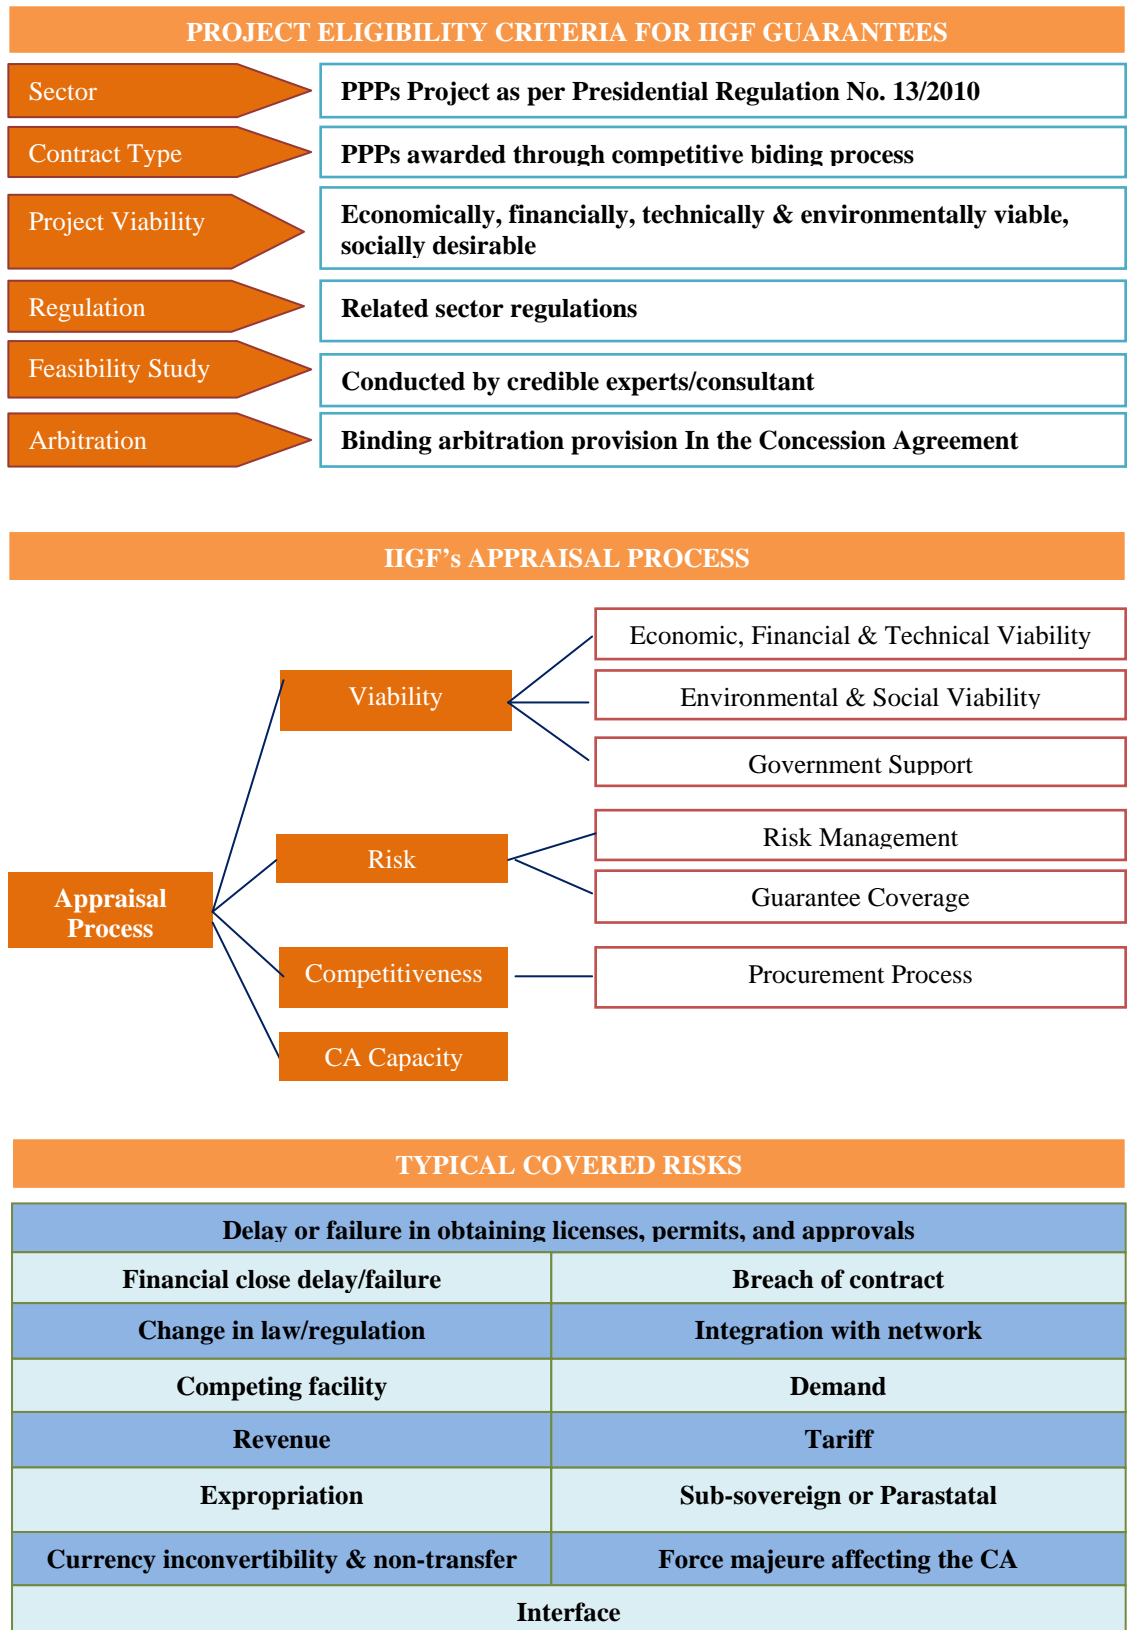 PROJECT ELIGIBILITY CRITERIA FOR IIGF GUARANTEES
Sector
PPPs Project as per Presidential Regulation No. 13/2010
Contract Type
PPPs awarded through competitive biding process
Project Viability
Economically, financially, technically & environmentally viable,
socially desirable
Regulation
Related sector regulations
Feasibility Study
Conducted by credible experts/consultant
Arbitration
Binding arbitration provision In the Concession Agreement
IIGF's APPRAISAL PROCESS
Economic, Financial & Technical Viability
Viability
Environmental & Social Viability
Government Support
Risk Management
Risk
Guarantee Coverage
Appraisal
Process
Competitiveness
Procurement Process
CA Capacity
TYPICAL COVERED RISKS
Delay or failure in obtaining licenses, permits, and approvals
Financial close delay/failure
Breach of contract
Change in law/regulation
Integration with network
Competing facility
Demand
Revenue
Tariff
Expropriation
Sub-sovereign or Parastatal
Currency inconvertibility & non-transfer
Force majeure affecting the CA
Interface